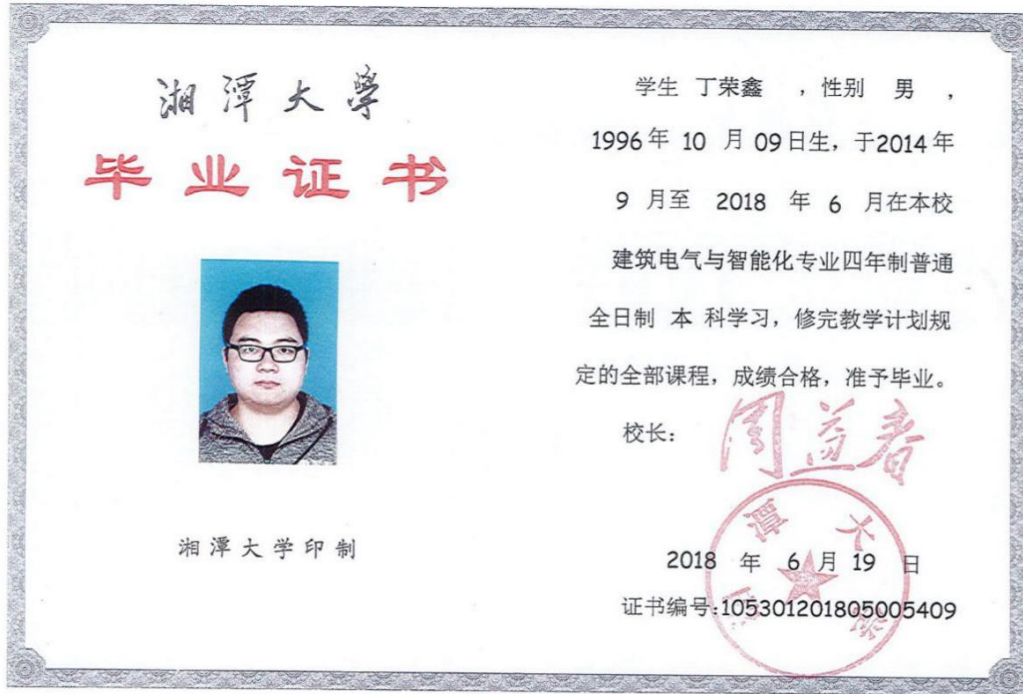 湘潭大学
毕业证书
湘潭大学印制
学生 丁荣鑫 ，性别 男 ，
1996年 10 月 09日生，于2014年
9 月至 2018 年 6 月在本校
建筑电气与智能化专业四年制普通
全日制 本 科学习，修完教学计划规
定的全部课程，成绩合格，准予毕业。
校长：
2018 年 6月 19 日
证书编号:105301201805005409